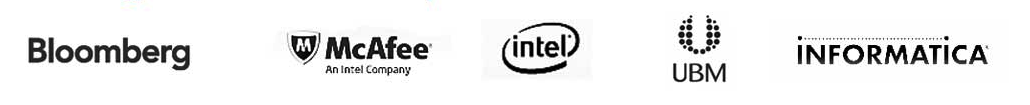 Bloomberg
McAfee
An Intel Company
intel
UBM
INFORMATICA